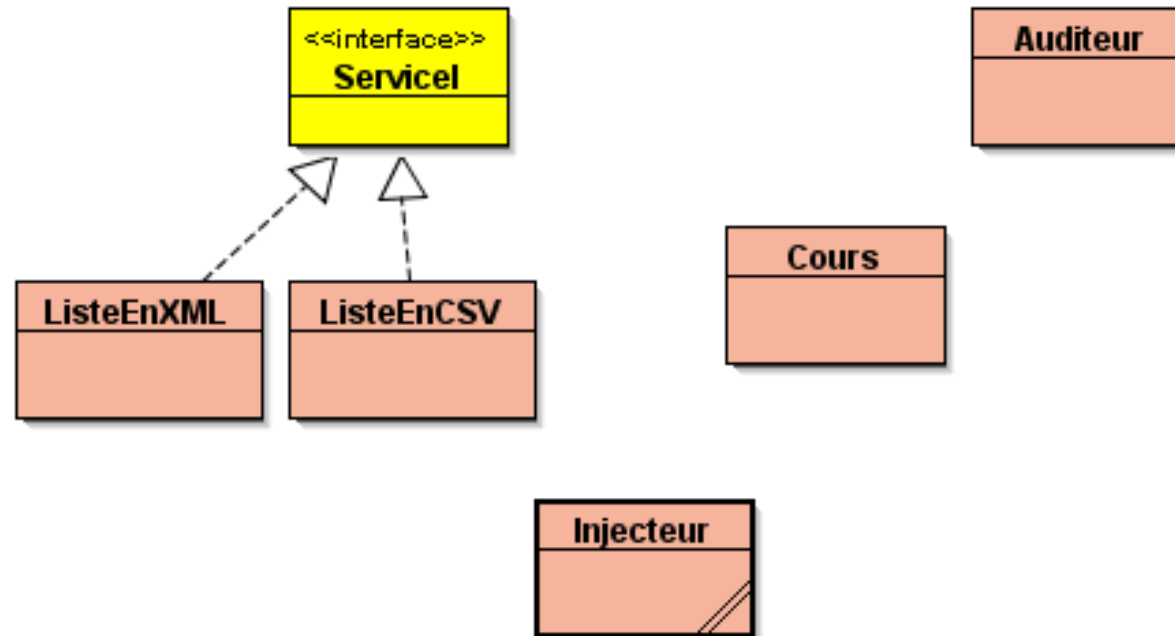 <<interface>>
ServiceI
Auditeur
Cours
ListeEnXML
ListeEnCSV
Injecteur